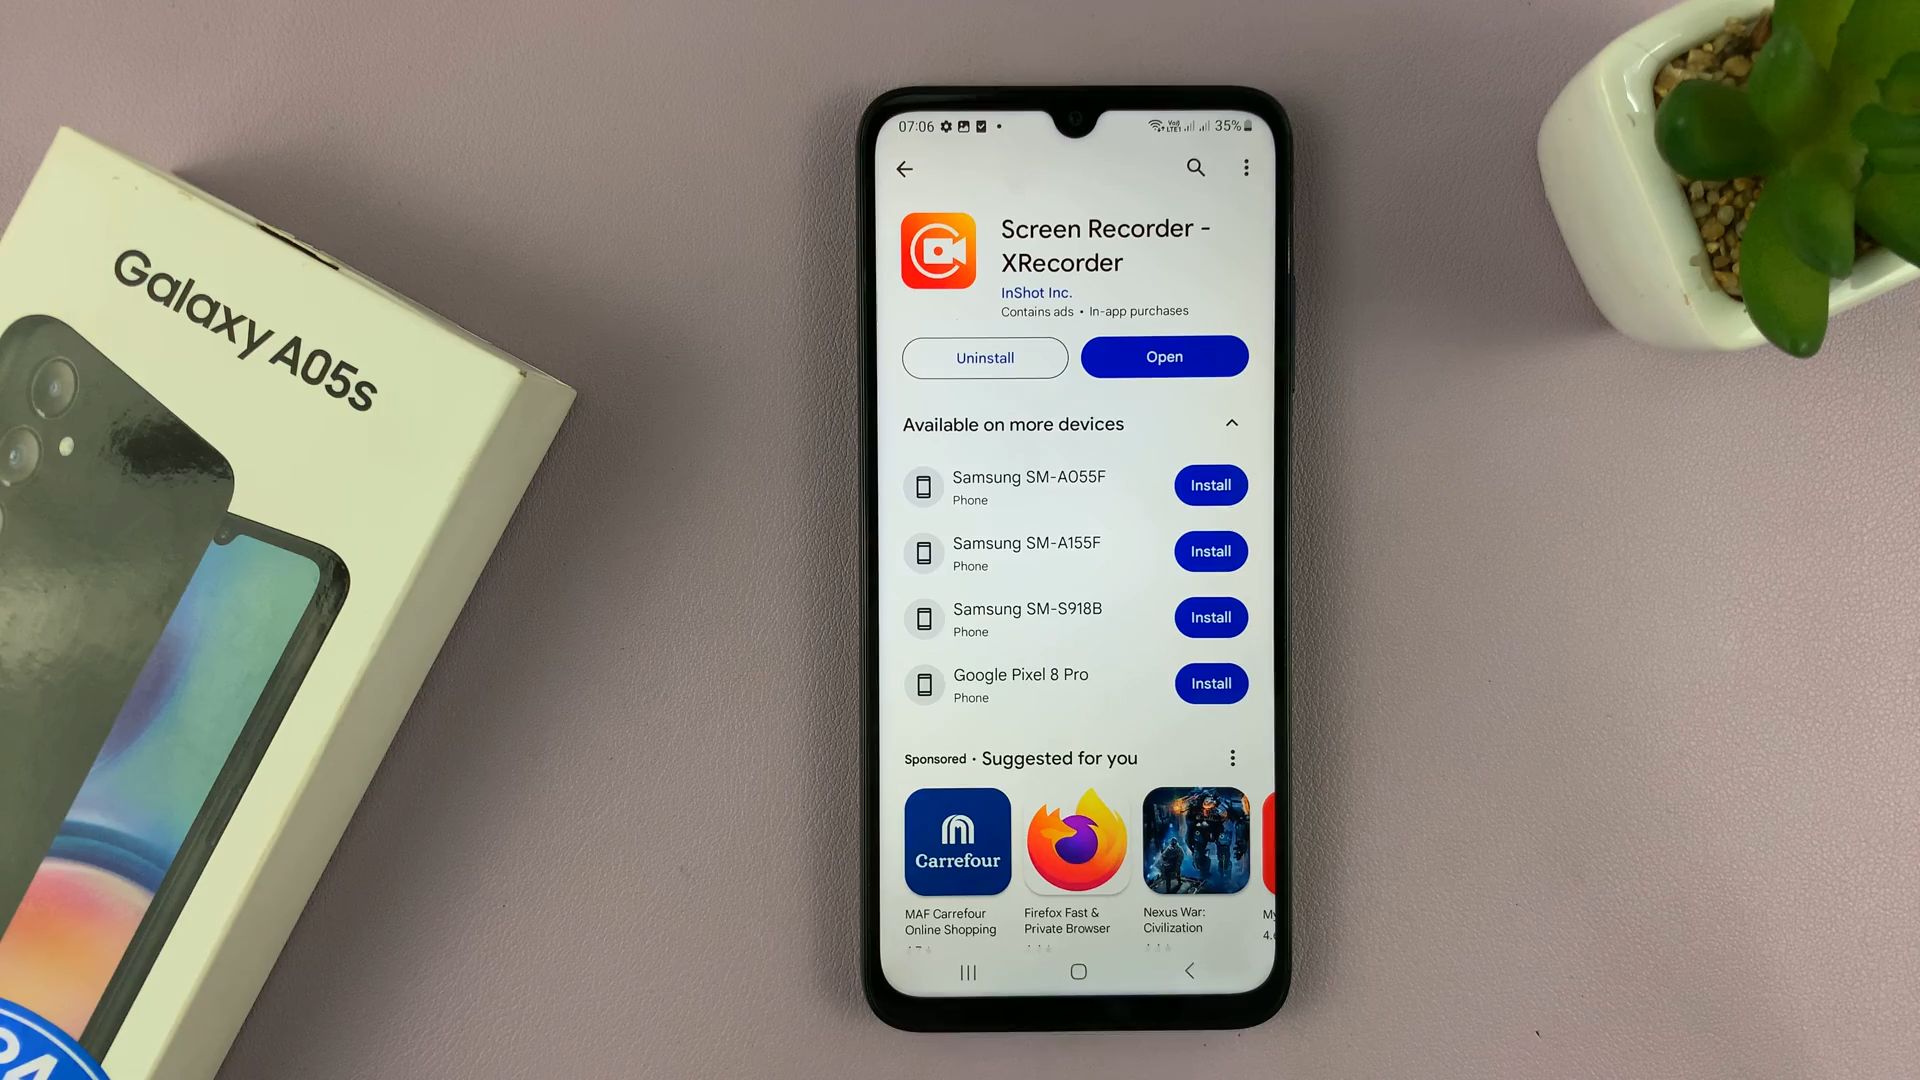 Galaxy A05s
07:06
35%
Screen Recorder -
XRecorder
InShot Inc.
Contains ads • In-app purchases
Uninstall
Open
Available on more devices
Samsung SM-A055F
Phone
Install
Samsung SM-A155F
Phone
Install
Samsung SM-S918B
Phone
Install
Google Pixel 8 Pro
Phone
Install
Sponsored • Suggested for you
Carrefour
MAF Carrefour
Online Shopping
Firefox Fast &
Private Browser
Nexus War:
Civilization